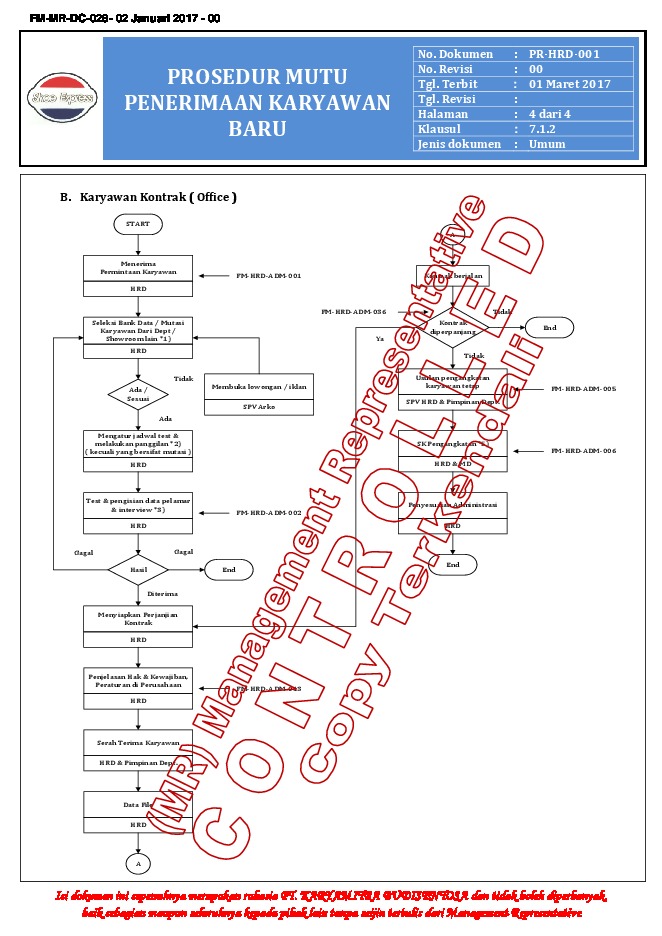 FM-MR-DC-028- 02 Januari 2017 - 00
Shoe Express
PROSEDUR MUTU
PENERIMAAN KARYAWAN
BARU
No. Dokumen : PR-HRD-001
No. Revisi : 00
Tgl. Terbit : 01 Maret 2017
Tgl. Revisi :
Halaman : 4 dari 4
Klausul : 7.1.2
Jenis dokumen : Umum
B. Karyawan Kontrak ( Office )
START
Menerima
Permintaan Karyawan
HRD
FM-HRD-ADM-001
Seleksi Bank Data / Mutasi
Karyawan Dari Dept /
Showroom lain *1)
HRD
Ada /
Sesuai
Tidak
Ada
Membuka lowongan / iklan
SPV Arko
Mengatur jadwal test &
melakukan panggilan *2)
( kecuali yang bersifat mutasi )
HRD
Test & pengisian data pelamar
& interview *3)
HRD
FM-HRD-ADM-002
Gagal
Gagal
Hasil
End
Diterima
Menyiapkan Perjanjian
Kontrak
HRD
Penjelasan Hak & Kewajiban,
Peraturan di Perusahaan
HRD
FM-HRD-ADM-013
Serah Terima Karyawan
HRD & Pimpinan Dept.
Data File
HRD
A
A
Kontrak berjalan
FM-HRD-ADM-036
Tidak
Kontrak
diperpanjang
End
Ya
Tidak
Usulan pengangkatan
karyawan tetap
SPV HRD & Pimpinan Dept.
FM-HRD-ADM-005
SK Pengangkatan
HRD & MD
FM-HRD-ADM-006
Penyesuaian Administrasi
HRD
End
(MR) Management Representative
CONTROLLED
Copy Terkendali
Isi dokumen ini sepenuhnya merupakan rahasia PT. KARYAMITRA BUDISENTOSA dan tidak boleh diperbanyak,
baik sebagian maupun seluruhnya kepada pihak lain tanpa seijin tertulis dari Management Representative